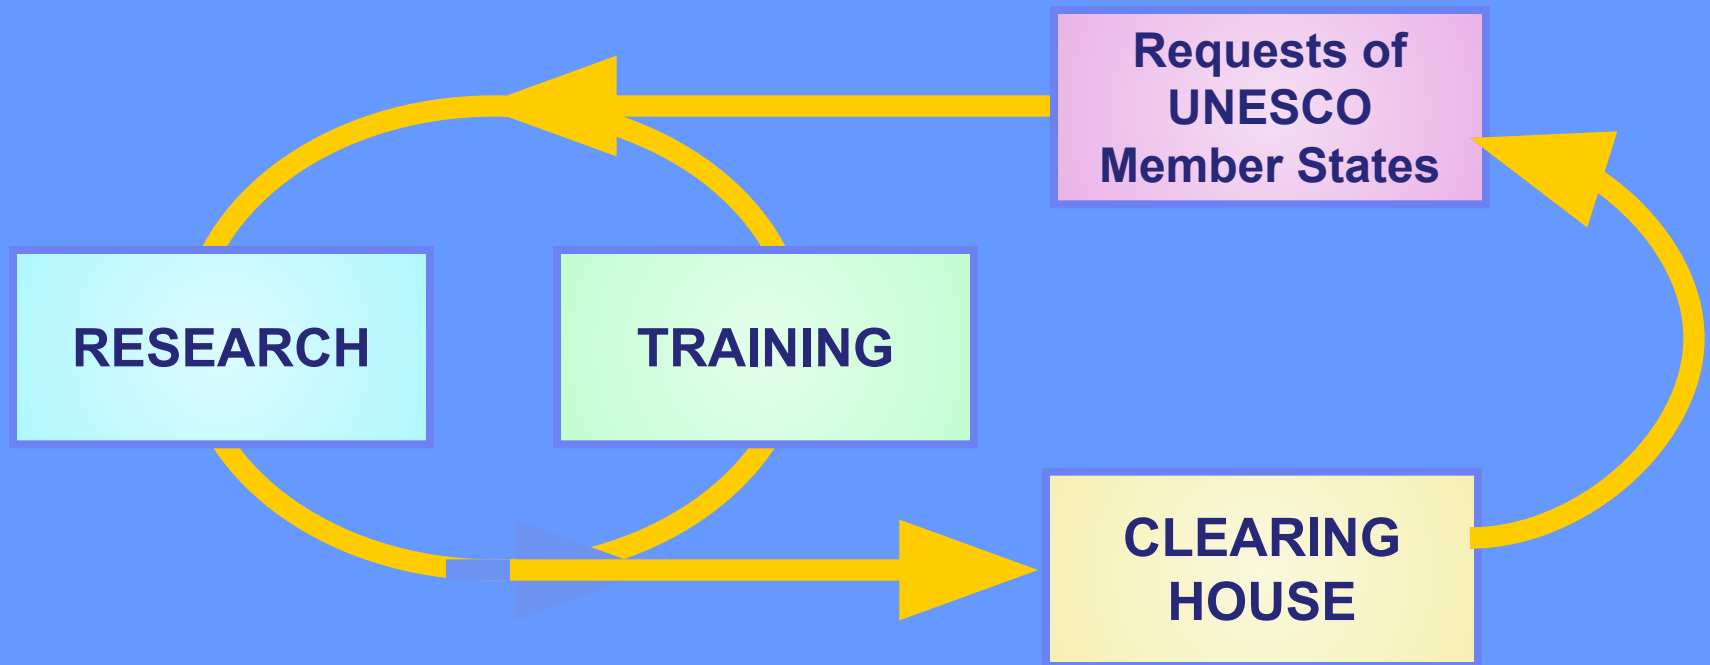 Requests of
UNESCO
Member States
RESEARCH
TRAINING
CLEARING
HOUSE